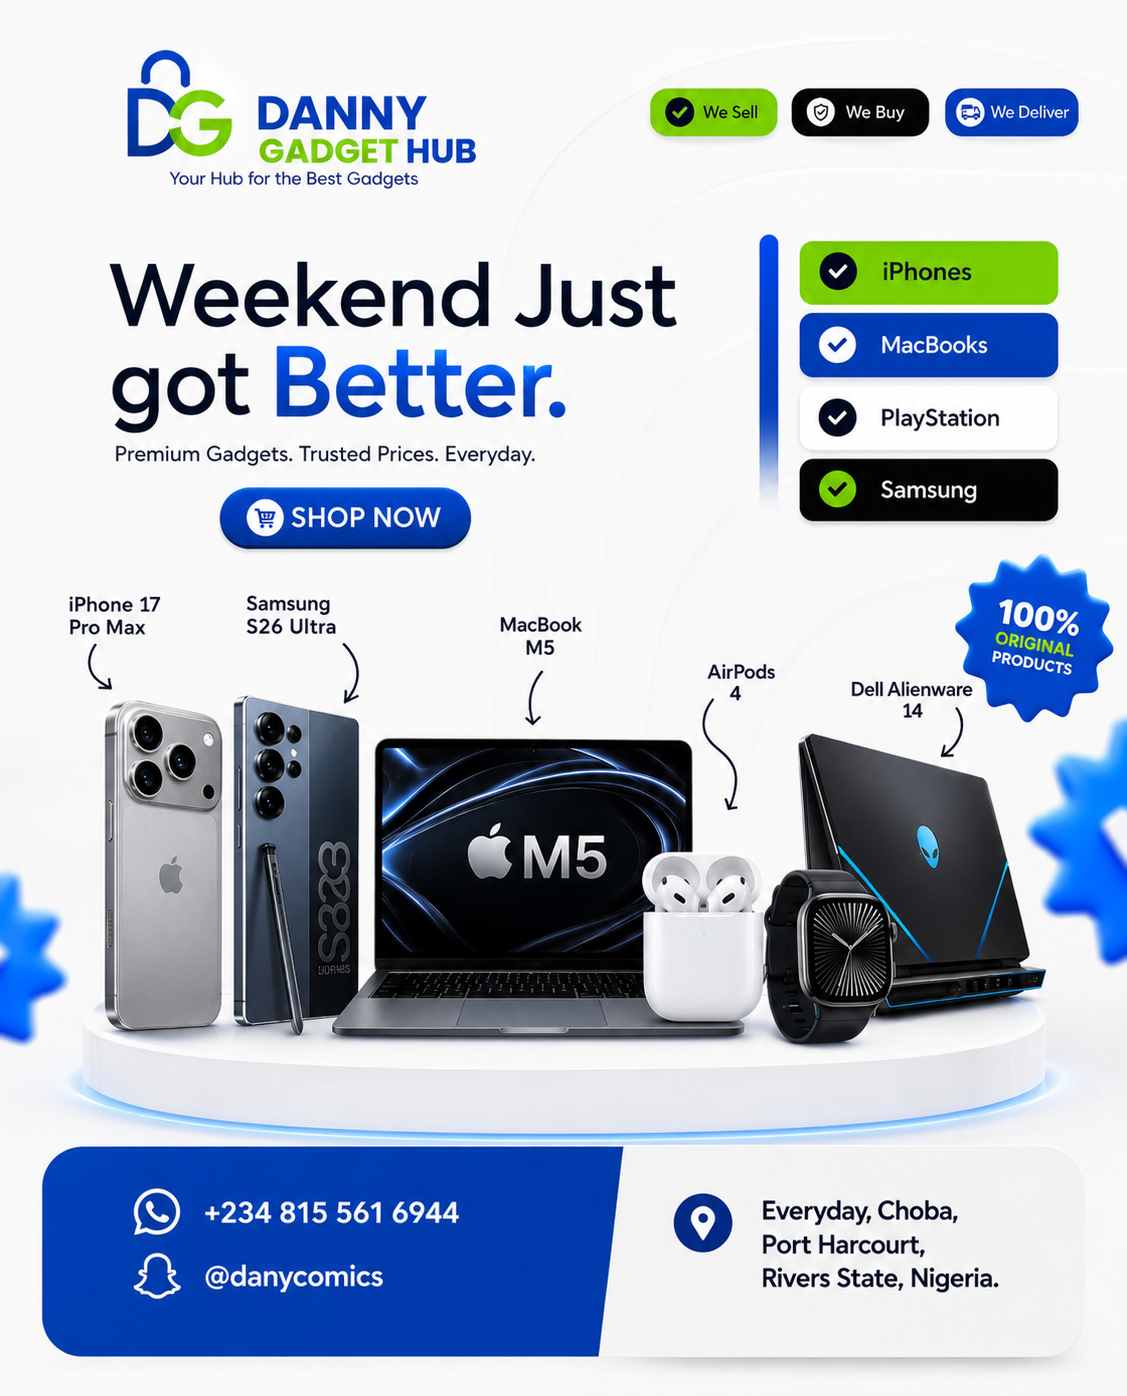 DG
DANNY
GADGET HUB
Your Hub for the Best Gadgets
We Sell
We Buy
We Deliver
Weekend Just
got Better.
Premium Gadgets. Trusted Prices. Everyday.
SHOP NOW
iPhones
MacBooks
PlayStation
Samsung
100%
ORIGINAL
PRODUCTS
iPhone 17
Pro Max
Samsung
S26 Ultra
MacBook
M5
AirPods
4
Dell Alienware
14
M5
+234 815 561 6944
@danycomics
Everyday, Choba,
Port Harcourt,
Rivers State, Nigeria.